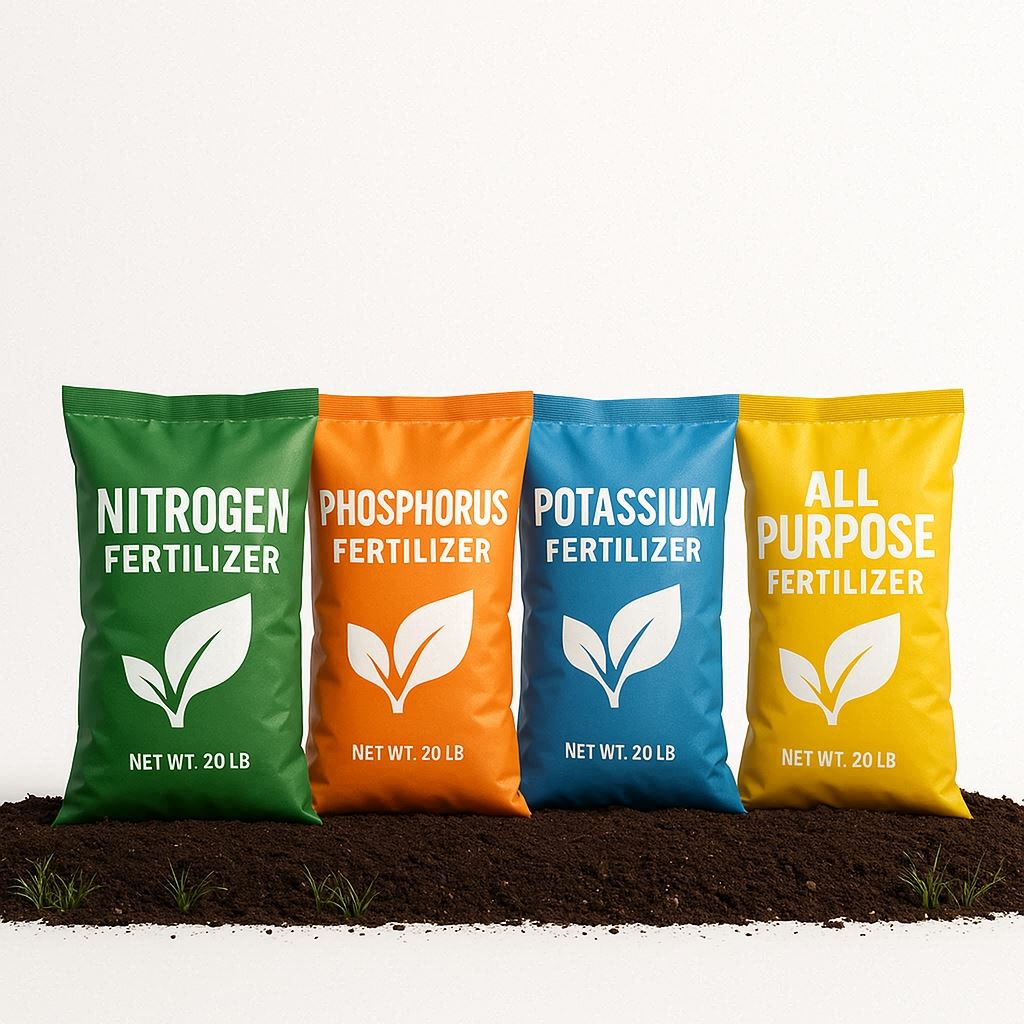 NITROGEN
FERTILIZER
NET WT. 20 LB
PHOSPHORUS
FERTILIZER
NET WT. 20 LB
POTASSIUM
FERTILIZER
NET WT. 20 LB
ALL
PURPOSE
FERTILIZER
NET WT. 20 LB